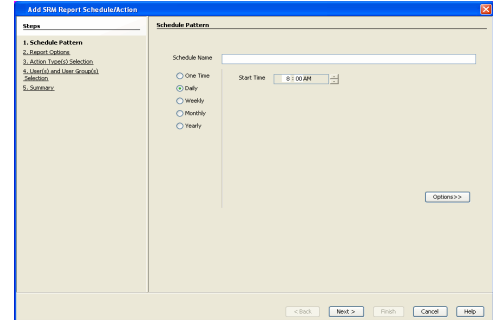 Add SRM Report Schedule/Action
Steps
1. Schedule Pattern
2. Report Options
3. Action Type(s) Selection
4. User(s) and User Group(s)
Selection
5. Summary
Schedule Pattern
Schedule Name
One Time
Daily
Weekly
Monthly
Yearly
Start Time 8 : 00 AM
Options>>
< Back Next > Finish Cancel Help